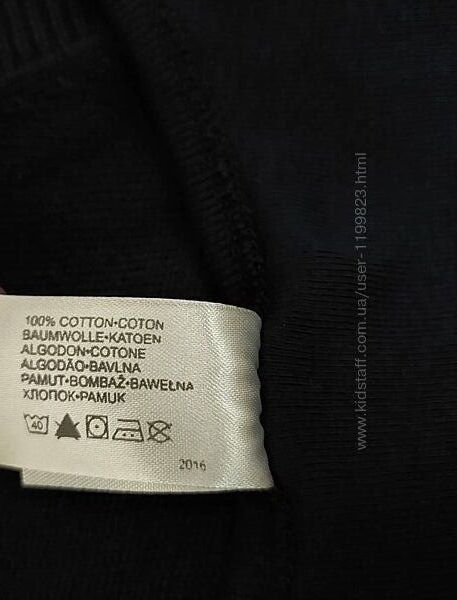 100% COTTON•COTON
BAUMWOLLE•KATOEN
ALGODON•COTONE
ALGODÃO•BAVLNA
PAMUT•BOMBAŽ•BAWEŁNA
ХЛОПОК•PAMUK
40
2016
www.kidstaff.com.ua/user-1199823.html